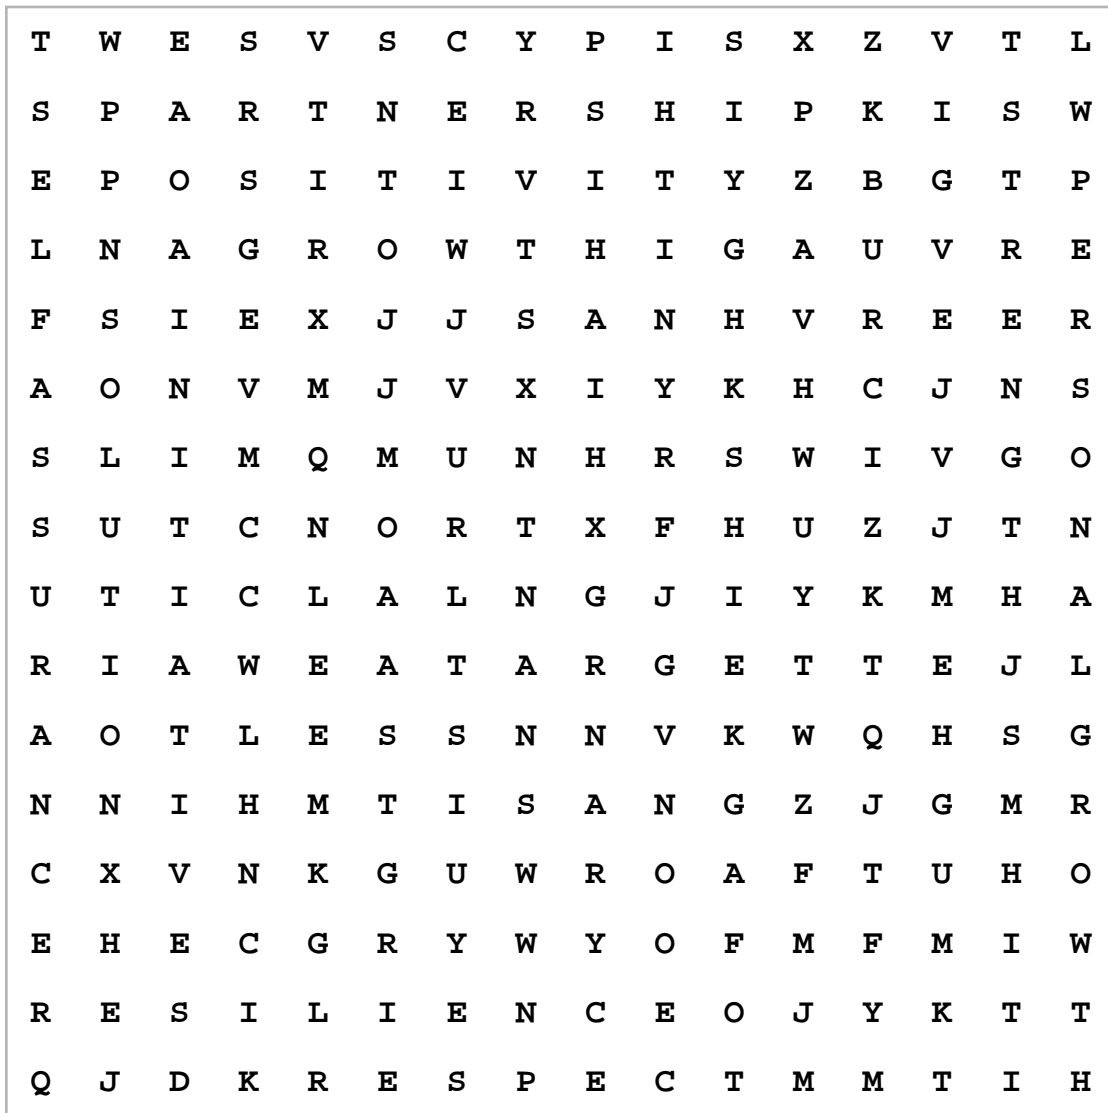 T W E S V S C Y P I S X Z V T L
S P A R T N E R S H I P K I S W
E P O S I T I V I T Y Z B G T P
L N A G R O W T H I G A U V R E
F S I E X J J S A N H V R E E R
A O N V M J V X I Y K H C J N S
S L I M Q M U N H R S W I V G O
S U T C N O R T X F H U Z J T N
U T I C L A L N G J I Y K M H A
R I A W E A T A R G E T T E J L
A O T L E S S N N V K W Q H S G
N N I H M T I S A N G Z J G M R
C X V N K G U W R O A F T U H O
E H E C G R Y W Y O F M F M I W
R E S I L I E N C E O J Y K T T
Q J D K R E S P E C T M M T I H